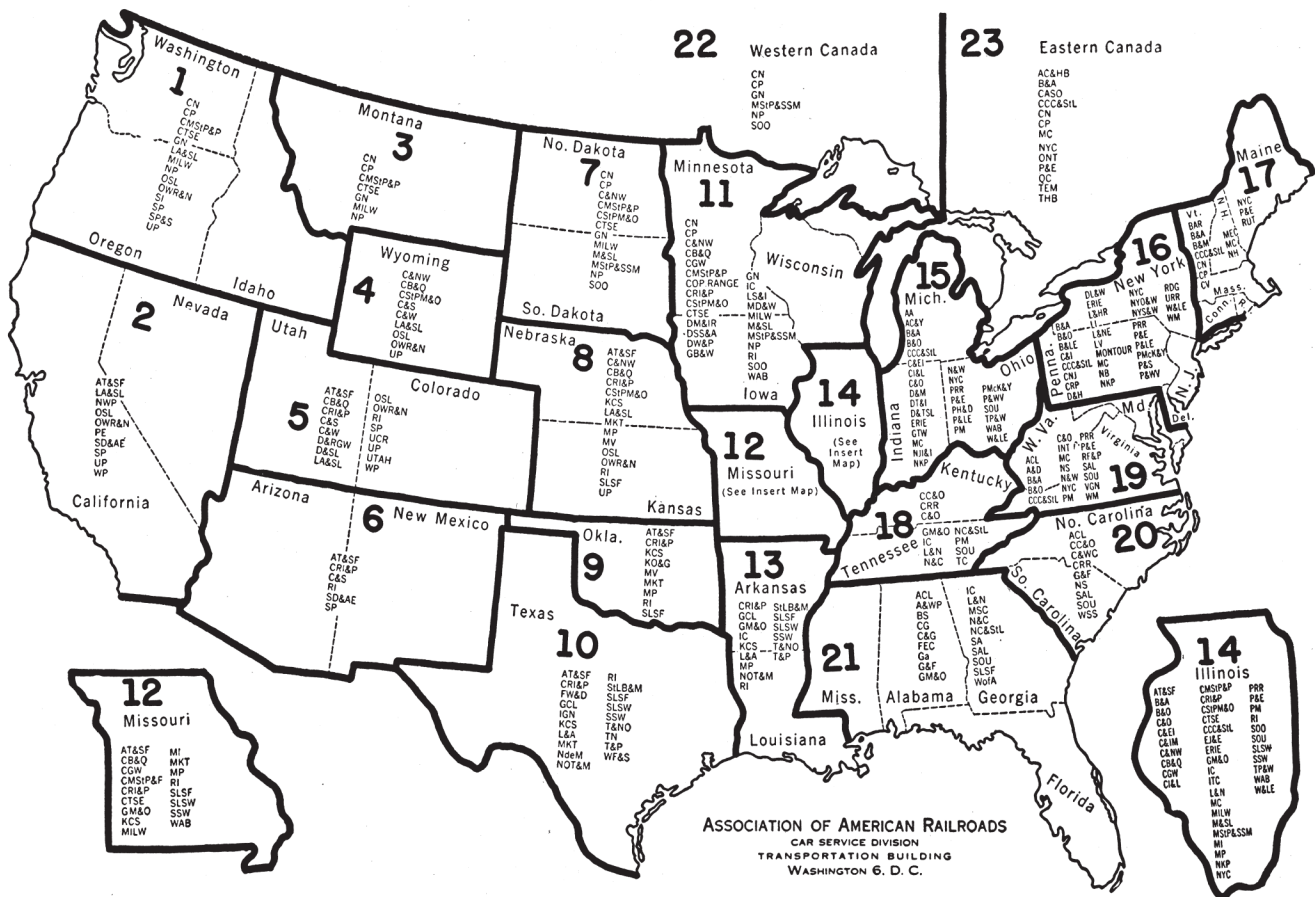 22
Western Canada
CN
CP
GN
MStP&SSM
NP
SOO
23
Eastern Canada
AC&HB
B&A
CASO
CCC&StL
CN
CP
MC
NYC
ONT
P&E
QC
TEM
THB
Washington
1
CN
CP
CMStP&P
CTSE
GN
LA&SL
MILW
NP
OSL
OWR&N
SI
SP
SP&S
UP
Oregon
Idaho
Montana
3
CN
CP
CMStP&P
CTSE
GN
MILW
NP
No. Dakota
7
CN
CP
C&NW
CMStP&P
CStPM&O
CTSE
GN
MILW
M&SL
MStP&SSM
NP
SOO
So. Dakota
Minnesota
11
CN
CP
C&NW
CB&Q
CGW
CMStP&P
COP.RANGE
CRI&P
CStPM&O
CTSE
DM&IR
DSS&A
DW&P
GB&W
Wisconsin
GN
IC
LS&I
MD&W
MILW
M&SL
MStP&SSM
NP
RI
SOO
WAB
Iowa
Wyoming
4
C&NW
CB&Q
CStPM&O
C&S
C&W
LA&SL
OSL
OWR&N
UP
2
Nevada
AT&SF
LA&SL
NWP
OSL
OWR&N
PE
SD&AE
SP
UP
WP
California
Utah
5
Colorado
AT&SF
CB&Q
CRI&P
C&S
C&W
D&RGW
D&SL
LA&SL
OSL
OWR&N
RI
SP
UCR
UP
UTAH
WP
Nebraska
8
AT&SF
C&NW
CB&Q
CRI&P
CStPM&O
KCS
LA&SL
MKT
MP
MV
OSL
OWR&N
RI
SLSF
UP
Kansas
Arizona
6
New Mexico
AT&SF
CRI&P
C&S
RI
SD&AE
SP
Okla.
9
AT&SF
CRI&P
KCS
KO&G
MV
MKT
MP
RI
SLSF
Texas
10
AT&SF
CRI&P
FW&D
GCL
IGN
KCS
L&A
MKT
NdeM
NOT&M
RI
StLB&M
SLSF
SLSW
SSW
T&NO
TN
T&P
WF&S
12
Missouri
(See Insert Map)
13
Arkansas
CRI&P
GCL
GM&O
IC
KCS
L&A
MP
NOT&M
RI
StLB&M
SLSF
SLSW
SSW
T&NO
T&P
Louisiana
14
Illinois
(See
Insert
Map)
15
Mich.
AA
AC&Y
B&A
B&O
CCC&StL
C&EI
CI&L
C&O
D&M
DT&I
D&TSL
ERIE
GTW
MC
NJI&I
NKP
N&W
NYC
PRR
P&E
PH&D
P&LE
PM
PMcK&Y
P&WV
SOU
TP&W
WAB
W&LE
Indiana
Ohio
16
New York
Penna.
N.J.
B&A
B&O
B&LE
C&I
CCC&StL
CNJ
CRP
D&H
DL&W
ERIE
L&HR
L&NE
LV
MONTOUR
MC
NB
NKP
NYC
NYO&W
NYS&W
PRR
P&E
P&LE
PMcK&Y
P&S
P&WV
RDG
URR
W&LE
WM
Maine
17
Vt.
N H
BAR
B&A
B&M
CCC&StL
CN
CP
CV
NYC
P&E
RUT
MEC
MC
NH
Mass.
Conn.
R
Kentucky
18
Tennessee
CC&O
CRR
C&O
GM&O
IC
L&N
N&C
NC&StL
PM
SOU
TC
W. Va.
Md.
Del.
Virginia
19
ACL
A&D
B&A
B&O
CCC&StL
C&O
INT
MC
NS
N&W
NYC
PM
PRR
P&E
RF&P
SAL
SOU
VGN
WM
No. Carolina
20
So. Carolina
ACL
CC&O
C&WC
CRR
G&F
NS
SAL
SOU
WSS
21
Miss.
Alabama
Georgia
Florida
ACL
A&WP
BS
CG
C&G
FEC
Ga
G&F
GM&O
IC
L&N
MSC
N&C
NC&StL
SA
SAL
SOU
SLSF
WofA
12
Missouri
AT&SF
CB&Q
CGW
CMStP&F
CRI&P
CTSE
GM&O
KCS
MILW
MI
MKT
MP
RI
SLSF
SLSW
SSW
WAB
14
Illinois
AT&SF
B&A
B&O
C&O
C&EI
C&IM
C&NW
CB&Q
CGW
CI&L
CMStP&P
CRI&P
CStPM&O
CTSE
CCC&StL
EJ&E
ERIE
GM&O
IC
ITC
L&N
MC
MILW
M&SL
MStP&SSM
MI
MP
NKP
NYC
PRR
P&E
PM
RI
SOO
SOU
SLSW
SSW
TP&W
WAB
W&LE
ASSOCIATION OF AMERICAN RAILROADS
CAR SERVICE DIVISION
TRANSPORTATION BUILDING
WASHINGTON 6. D. C.